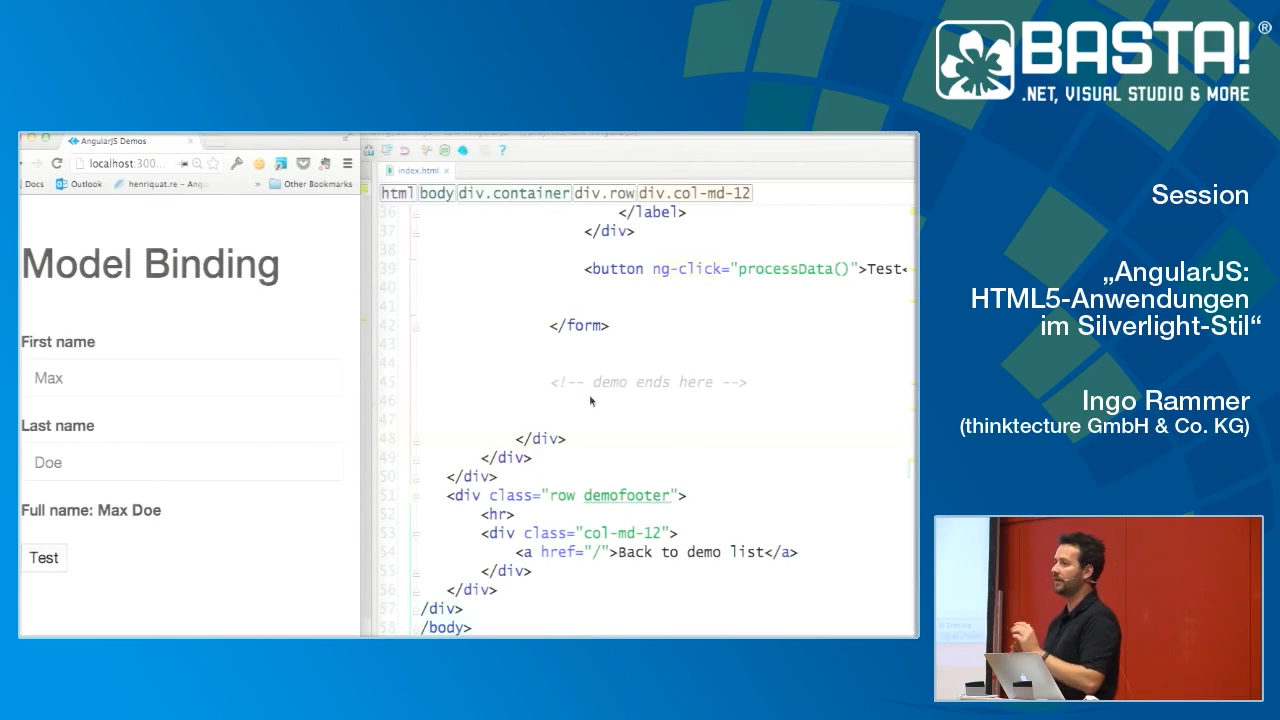 BASTA!®
.NET, VISUAL STUDIO & MORE
Session
„AngularJS:
HTML5-Anwendungen
im Silverlight-Stil“
Ingo Rammer
(thinktecture GmbH & Co. KG)
AngularJS Demos
localhost:300...
Docs Outlook henriquat.re – Angu » Other Bookmarks
Model Binding
First name
Max
Last name
Doe
Full name: Max Doe
Test
index.html
html body div.container div.row div.col-md-12
36 </label>
37 </div>
38
39 <button ng-click="processData()">Test<
40
41
42 </form>
43
44
45 <!-- demo ends here -->
46
47
48 </div>
49 </div>
50 </div>
51 <div class="row demofooter">
52 <hr>
53 <div class="col-md-12">
54 <a href="/">Back to demo list</a>
55 </div>
56 </div>
57 /div>
58 /body>